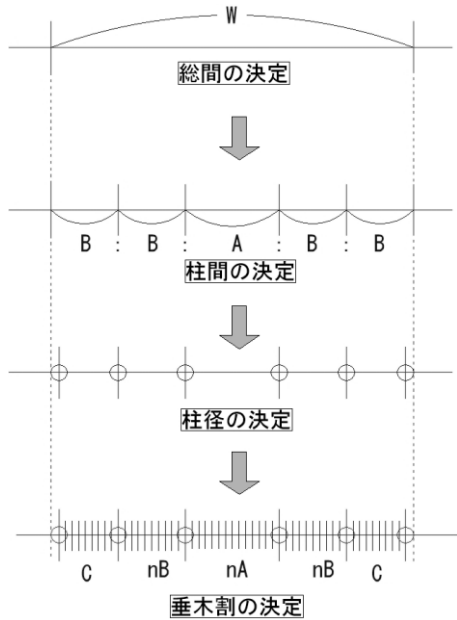 W
総間の決定
B : B : A : B : B
柱間の決定
柱径の決定
C nB nA nB C
垂木割の決定